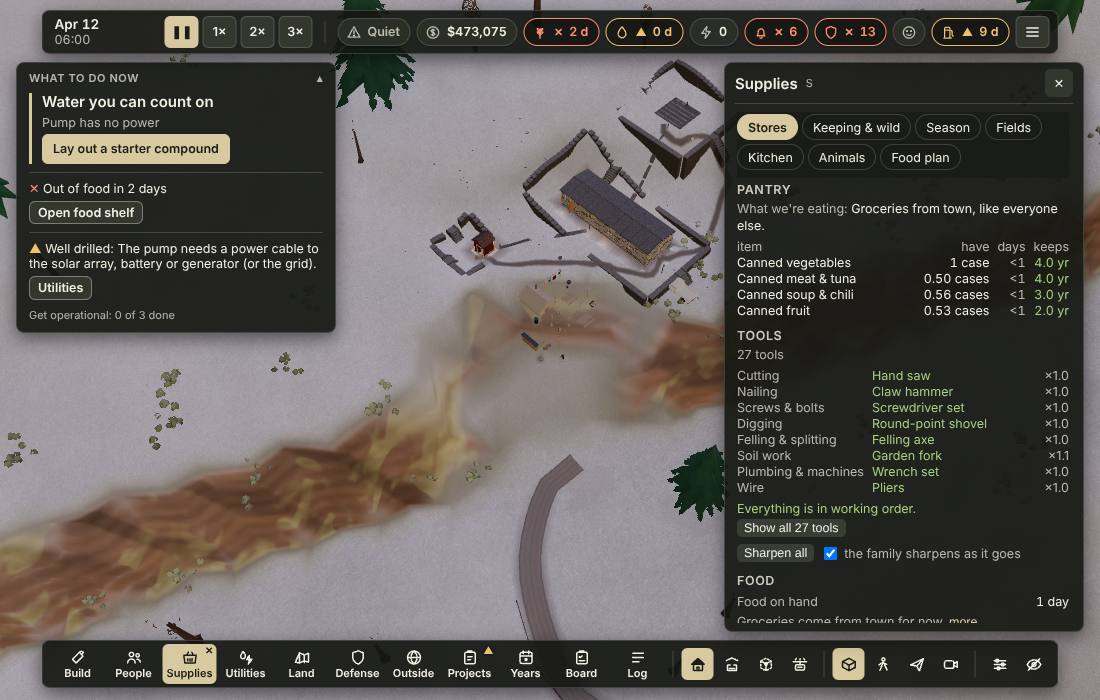 Apr 12
06:00
1×
2×
3×
Quiet
$473,075
× 2 d
0 d
0
× 6
× 13
9 d
WHAT TO DO NOW
Water you can count on
Pump has no power
Lay out a starter compound
× Out of food in 2 days
Open food shelf
Well drilled: The pump needs a power cable to
the solar array, battery or generator (or the grid).
Utilities
Get operational: 0 of 3 done
Supplies S
Stores Keeping & wild Season Fields
Kitchen Animals Food plan
PANTRY
What we're eating: Groceries from town, like everyone
else.
item have days keeps
Canned vegetables 1 case <1 4.0 yr
Canned meat & tuna 0.50 cases <1 4.0 yr
Canned soup & chili 0.56 cases <1 3.0 yr
Canned fruit 0.53 cases <1 2.0 yr
TOOLS
27 tools
Cutting Hand saw ×1.0
Nailing Claw hammer ×1.0
Screws & bolts Screwdriver set ×1.0
Digging Round-point shovel ×1.0
Felling & splitting Felling axe ×1.0
Soil work Garden fork ×1.1
Plumbing & machines Wrench set ×1.0
Wire Pliers ×1.0
Everything is in working order.
Show all 27 tools
Sharpen all the family sharpens as it goes
FOOD
Food on hand 1 day
Groceries come from town for now. more
Build
People
Supplies
Utilities
Land
Defense
Outside
Projects
Years
Board
Log